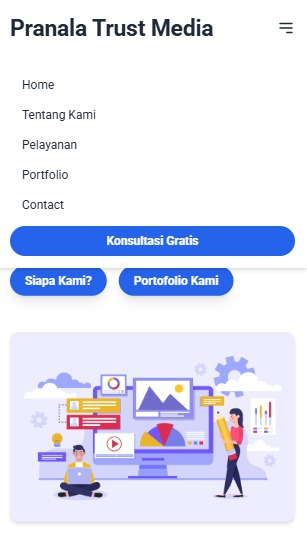 Pranala Trust Media
Home
Tentang Kami
Pelayanan
Portfolio
Contact
Konsultasi Gratis
Siapa Kami?
Portofolio Kami